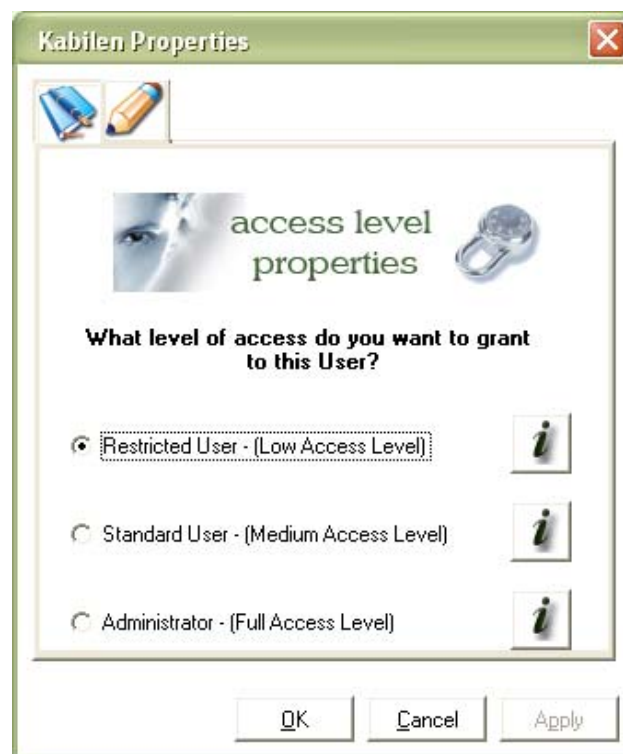 Kabilen Properties
access level
properties
What level of access do you want to grant
to this User?
Restricted User - (Low Access Level)
i
Standard User - (Medium Access Level)
i
Administrator - (Full Access Level)
i
OK Cancel Apply